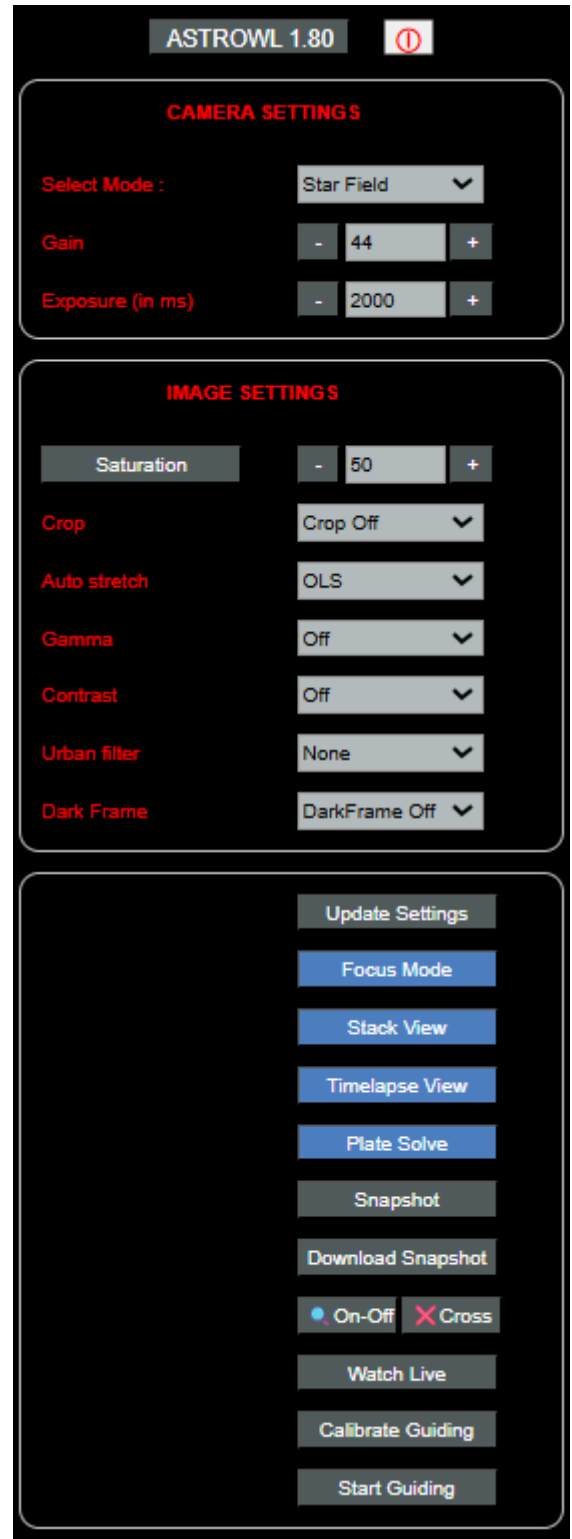 ASTROWL 1.80
CAMERA SETTINGS
Select Mode : Star Field
Gain - 44 +
Exposure (in ms) - 2000 +
IMAGE SETTINGS
Saturation - 50 +
Crop Crop Off
Auto stretch OLS
Gamma Off
Contrast Off
Urban filter None
Dark Frame DarkFrame Off
Update Settings
Focus Mode
Stack View
Timelapse View
Plate Solve
Snapshot
Download Snapshot
On-Off Cross
Watch Live
Calibrate Guiding
Start Guiding